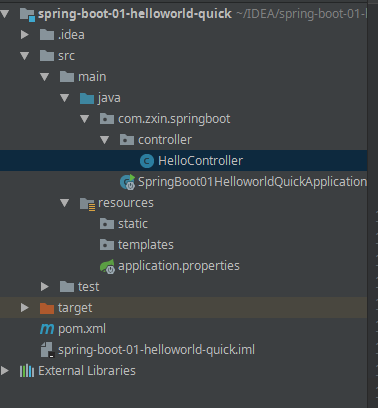 spring-boot-01-helloworld-quick ~/IDEA/spring-boot-01-
.idea
src
main
java
com.zxin.springboot
controller
HelloController
SpringBoot01HelloworldQuickApplication
resources
static
templates
application.properties
test
target
pom.xml
spring-boot-01-helloworld-quick.iml
External Libraries